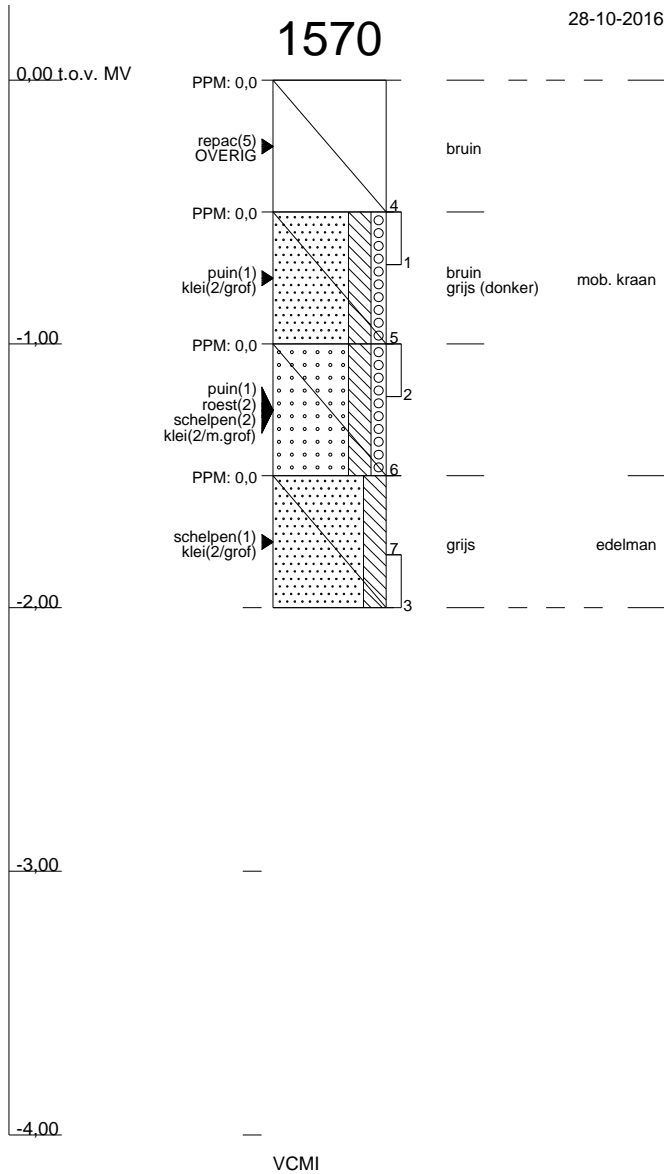 28-10-2016
1570
0,00 t.o.v. MV
PPM: 0,0
repac(5)
OVERIG
bruin
4
PPM: 0,0
1
puin(1)
klei(2/grof)
bruin
grijs (donker)
mob. kraan
5
-1,00
PPM: 0,0
puin(1)
roest(2)
schelpen(2)
klei(2/m.grof)
2
6
PPM: 0,0
schelpen(1)
klei(2/grof)
7
grijs
edelman
-2,00
3
-3,00
-4,00
VCMI